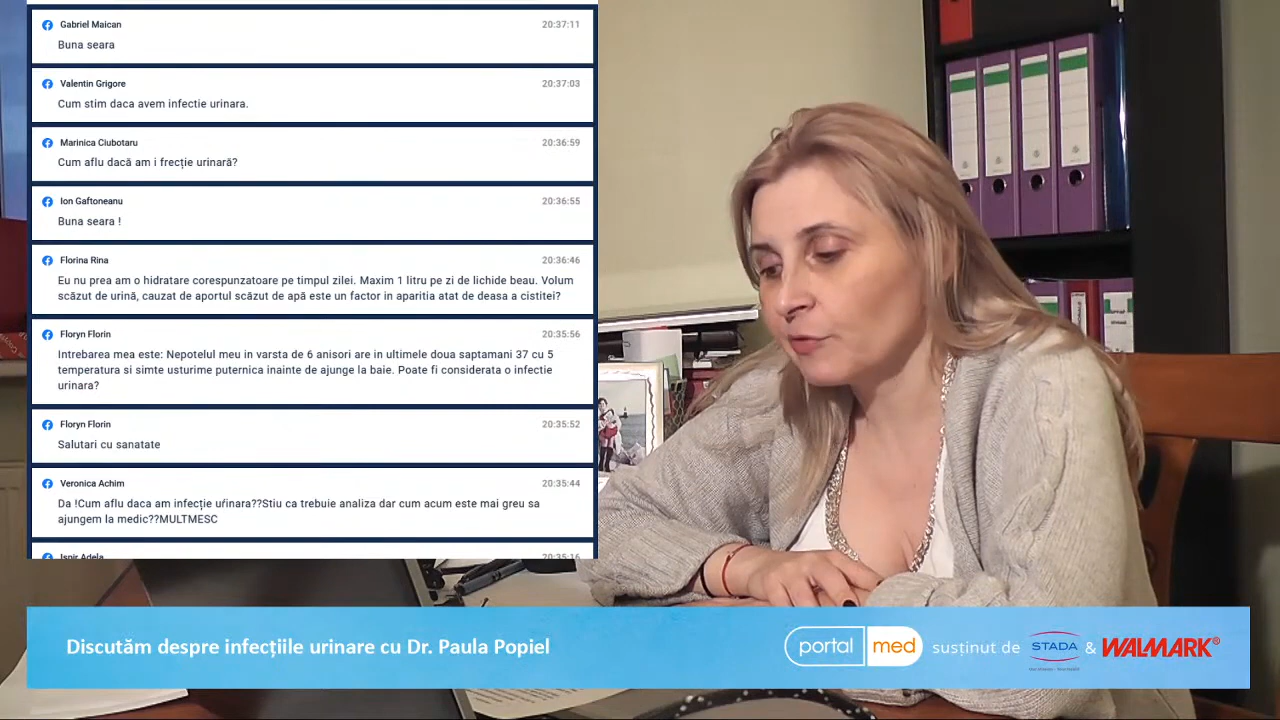 Gabriel Maican 20:37:11
Buna seara
Valentin Grigore 20:37:03
Cum stim daca avem infectie urinara.
Marinica Ciubotaru 20:36:59
Cum aflu dacă am i frecție urinară?
Ion Gaftoneanu 20:36:55
Buna seara !
Florina Rina 20:36:46
Eu nu prea am o hidratare corespunzatoare pe timpul zilei. Maxim 1 litru pe zi de lichide beau. Volum
scăzut de urină, cauzat de aportul scăzut de apă este un factor in aparitia atat de deasa a cistitei?
Floryn Florin 20:35:56
Intrebarea mea este: Nepotelul meu in varsta de 6 anisori are in ultimele doua saptamani 37 cu 5
temperatura si simte usturime puternica inainte de ajunge la baie. Poate fi considerata o infectie
urinara?
Floryn Florin 20:35:52
Salutari cu sanatate
Veronica Achim 20:35:44
Da !Cum aflu daca am infecție uřinara??Stiu ca trebuie analiza dar cum acum este mai greu sa
ajungem la medic??MULTMESC
Ispir Adela 20:35:16
Discutăm despre infecțiile urinare cu Dr. Paula Popiel
portal med susținut de STADA & WALMARK®